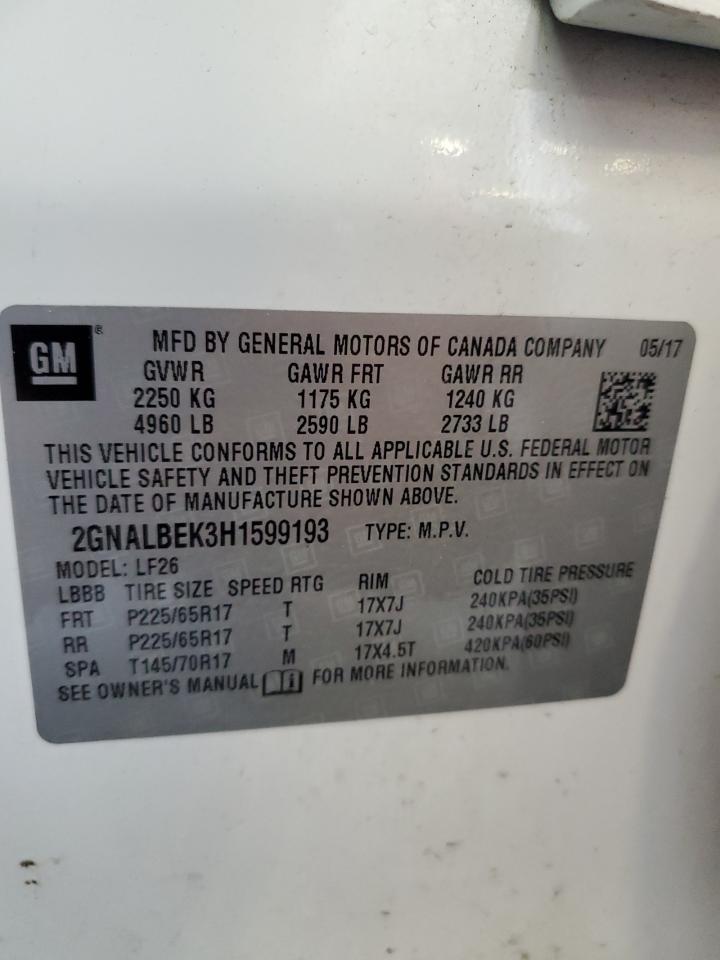 GM ® MFD BY GENERAL MOTORS OF CANADA COMPANY 05/17
GVWR GAWR FRT GAWR RR
2250 KG 1175 KG 1240 KG
4960 LB 2590 LB 2733 LB
THIS VEHICLE CONFORMS TO ALL APPLICABLE U.S. FEDERAL MOTOR
VEHICLE SAFETY AND THEFT PREVENTION STANDARDS IN EFFECT ON
THE DATE OF MANUFACTURE SHOWN ABOVE.
2GNALBEK3H1599193 TYPE: M.P.V.
MODEL: LF26
LBBB TIRE SIZE SPEED RTG RIM COLD TIRE PRESSURE
FRT P225/65R17 T 17X7J 240KPA(35PSI)
RR P225/65R17 T 17X7J 240KPA(35PSI)
SPA T145/70R17 M 17X4.5T 420KPA(60PSI)
SEE OWNER'S MANUAL FOR MORE INFORMATION.